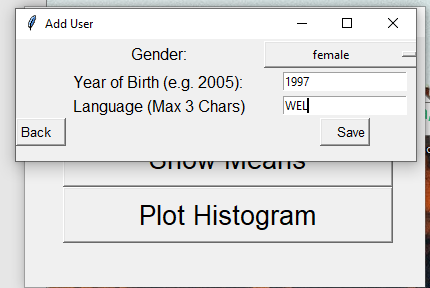 Add User
Gender: female
Year of Birth (e.g. 2005): 1997
Language (Max 3 Chars) WEL
Back Save
Show Means
Plot Histogram